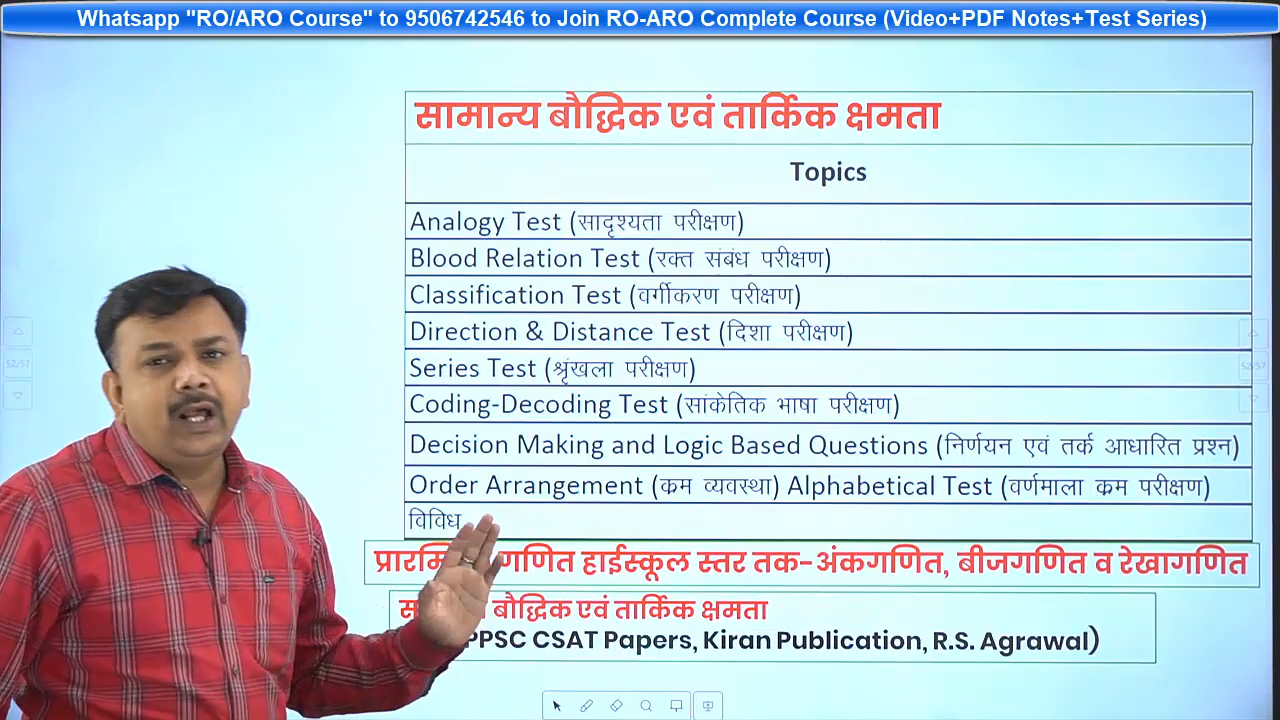 Whatsapp "RO/ARO Course" to 9506742546 to Join RO-ARO Complete Course (Video+PDF Notes+Test Series)
सामान्य बौद्धिक एवं तार्किक क्षमता
Topics
Analogy Test (सादृश्यता परीक्षण)
Blood Relation Test (रक्त संबंध परीक्षण)
Classification Test (वर्गीकरण परीक्षण)
Direction & Distance Test (दिशा परीक्षण)
Series Test (श्रृंखला परीक्षण)
Coding-Decoding Test (सांकेतिक भाषा परीक्षण)
Decision Making and Logic Based Questions (निर्णयन एवं तर्क आधारित प्रश्न)
Order Arrangement (क्रम व्यवस्था) Alphabetical Test (वर्णमाला क्रम परीक्षण)
विविध
गणित हाईस्कूल स्तर तक-अंकगणित, बीजगणित व रेखागणित
बौद्धिक एवं तार्किक क्षमता
PPSC CSAT Papers, Kiran Publication, R.S. Agrawal)
52/57
52/57